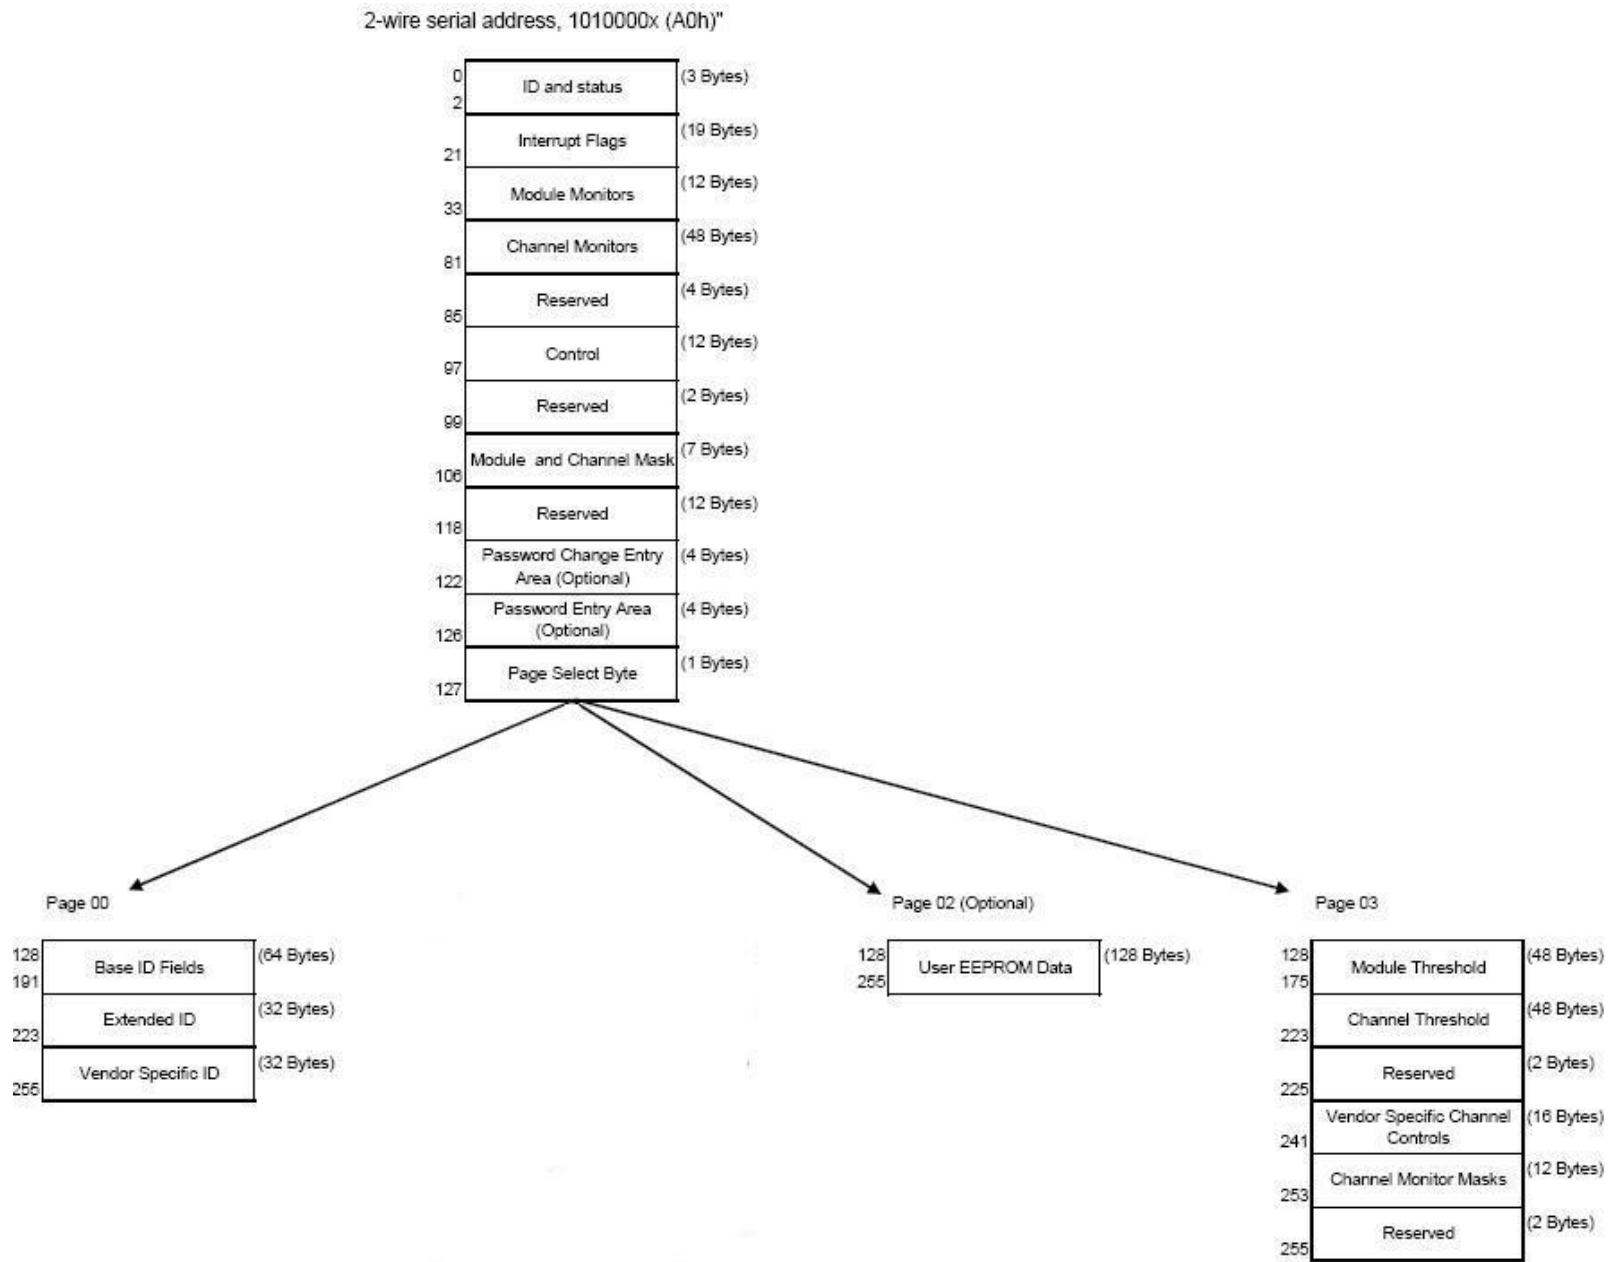 2-wire serial address, 1010000x (A0h)"
0
ID and status
(3 Bytes)
2
Interrupt Flags
(19 Bytes)
21
Module Monitors
(12 Bytes)
33
Channel Monitors
(48 Bytes)
81
Reserved
(4 Bytes)
85
Control
(12 Bytes)
97
Reserved
(2 Bytes)
99
Module and Channel Mask
(7 Bytes)
106
Reserved
(12 Bytes)
118
Password Change Entry
Area (Optional)
(4 Bytes)
122
Password Entry Area
(Optional)
(4 Bytes)
126
Page Select Byte
(1 Bytes)
127
Page 00
128
Base ID Fields
(64 Bytes)
191
Extended ID
(32 Bytes)
223
Vendor Specific ID
(32 Bytes)
255
Page 02 (Optional)
128
User EEPROM Data
(128 Bytes)
255
Page 03
128
Module Threshold
(48 Bytes)
175
Channel Threshold
(48 Bytes)
223
Reserved
(2 Bytes)
225
Vendor Specific Channel
Controls
(16 Bytes)
241
Channel Monitor Masks
(12 Bytes)
253
Reserved
(2 Bytes)
255